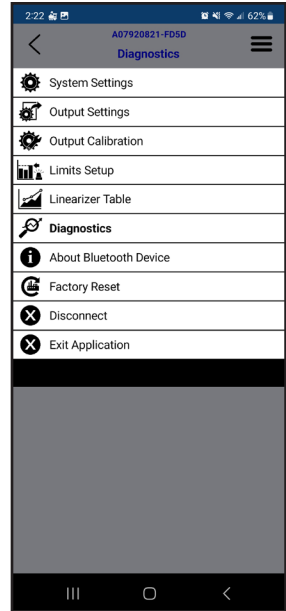 2:22 62%
A07920821-FD5D
Diagnostics
System Settings
Output Settings
Output Calibration
Limits Setup
Linearizer Table
Diagnostics
About Bluetooth Device
Factory Reset
Disconnect
Exit Application